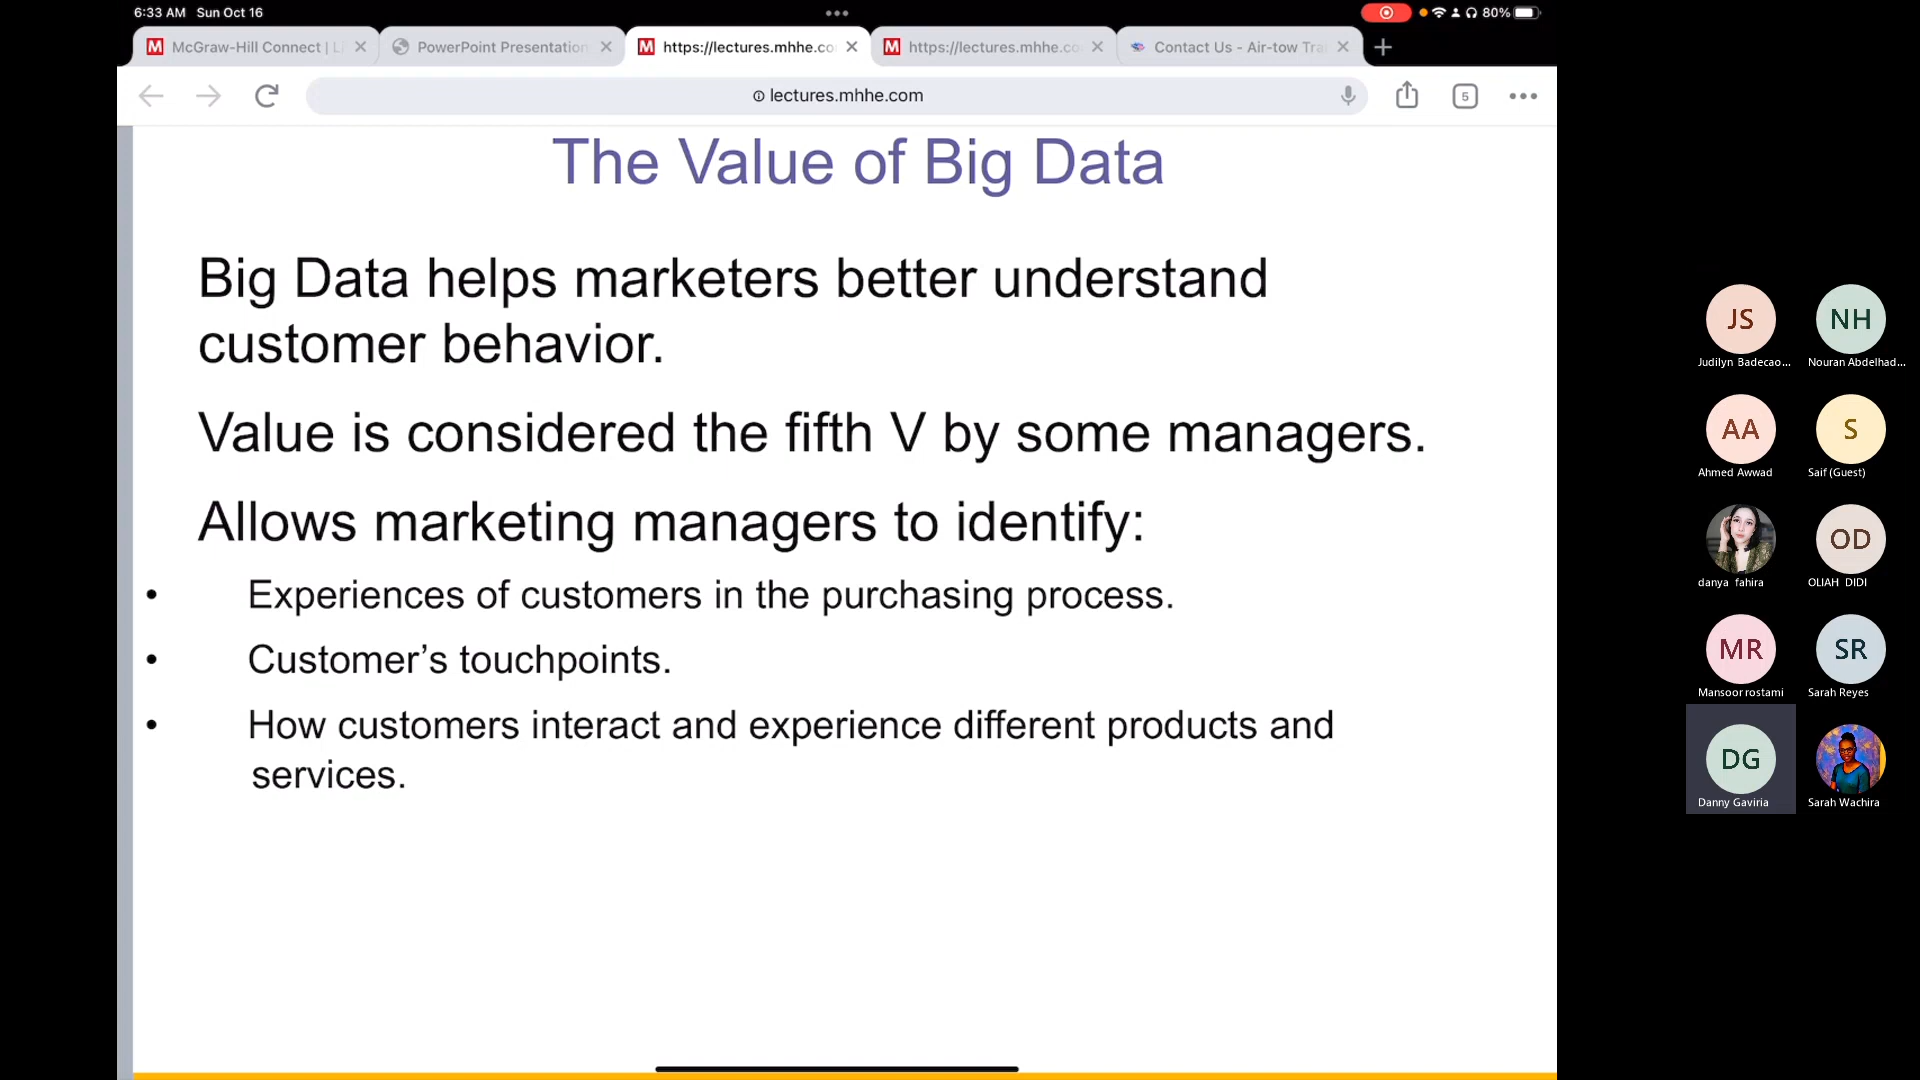 6:33 AM Sun Oct 16
80%
McGraw-Hill Connect | L
PowerPoint Presentation
https://lectures.mhhe.co
https://lectures.mhhe.co
Contact Us - Air-tow Tra
lectures.mhhe.com
5
The Value of Big Data
Big Data helps marketers better understand
customer behavior.
Value is considered the fifth V by some managers.
Allows marketing managers to identify:
• Experiences of customers in the purchasing process.
• Customer’s touchpoints.
• How customers interact and experience different products and
services.
JS
NH
Judilyn Badecao...
Nouran Abdelhad...
AA
S
Ahmed Awwad
Saif (Guest)
OD
danya fahira
OLIAH DIDI
MR
SR
Mansoor rostami
Sarah Reyes
DG
Danny Gaviria
Sarah Wachira